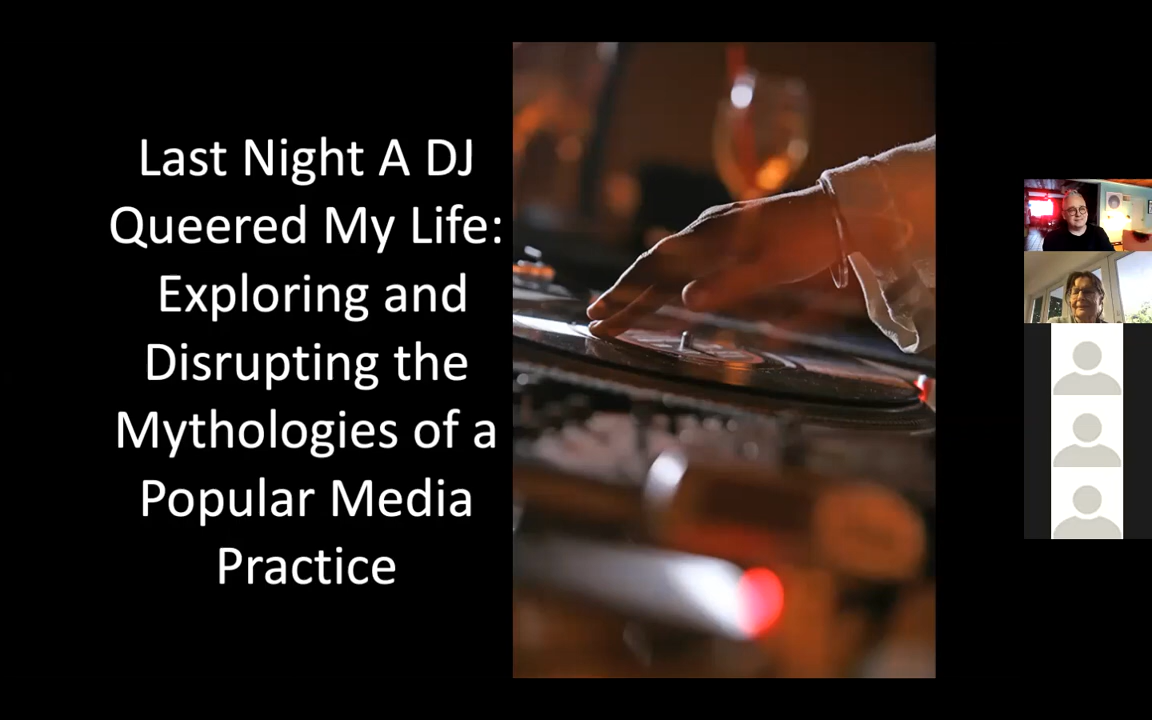 Last Night A DJ
Queered My Life:
Exploring and
Disrupting the
Mythologies of a
Popular Media
Practice